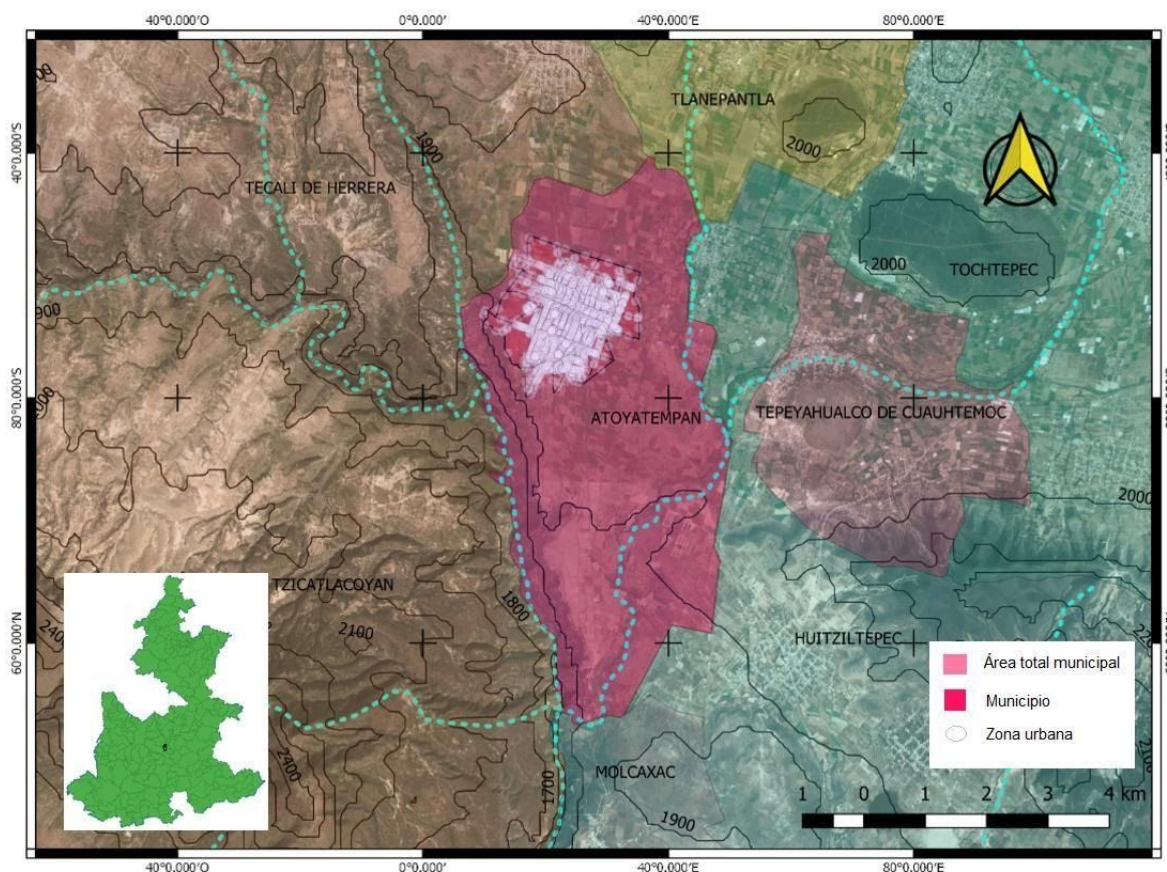 40°0.000'O 0°0.000' 40°0.000'E 80°0.000'E
TLANEPANTLA
2000
1900
TECALI DE HERRERA
40°0.000'S
2000
TOCHTEPEC
1900
80°0.000'S
ATOYATEMPAN
TEPEYAHUALCO DE CUAUHTEMOC
2000
TZICATLACOYAN
1800
2400
2100
HUITZILTEPEC
60°0.000'N
Área total municipal
Municipio
Zona urbana
6
2400
1700
MOLCAXAC
2100
1900
1 0 1 2 3 4 km
40°0.000'O 0°0.000' 40°0.000'E 80°0.000'E